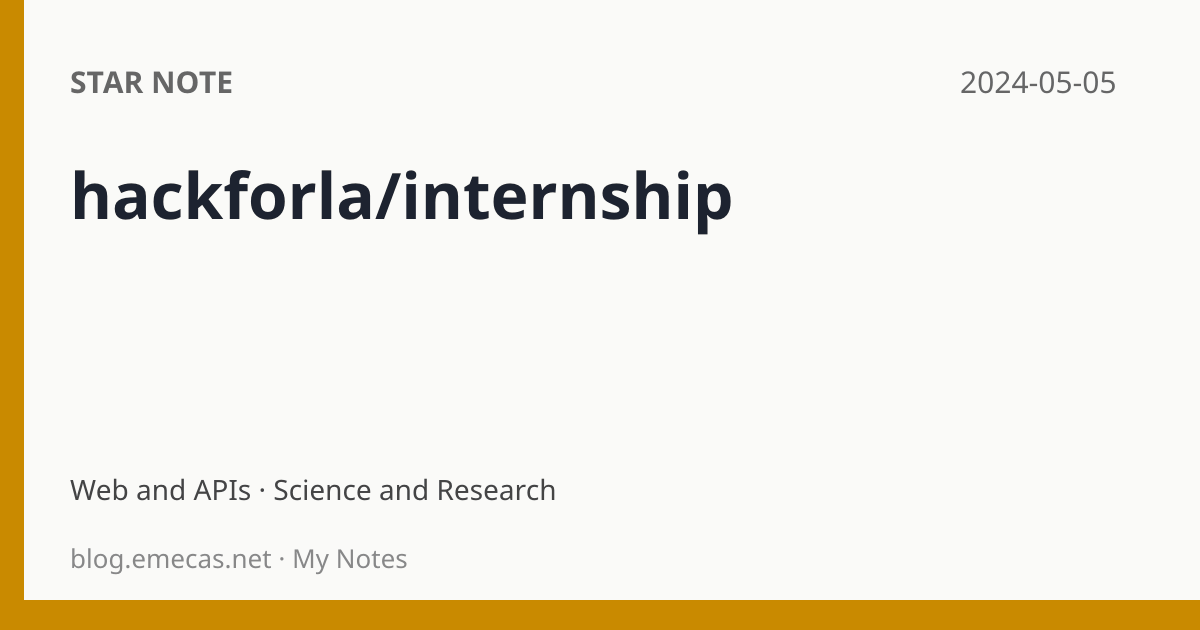 STAR NOTE
2024-05-05
hackforla/internship
Web and APIs · Science and Research
blog.emecas.net · My Notes